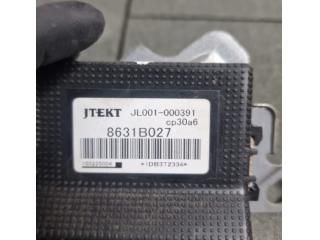 JTEKT JL001-000391
cp30a6
8631B027
*IDB3T2334*